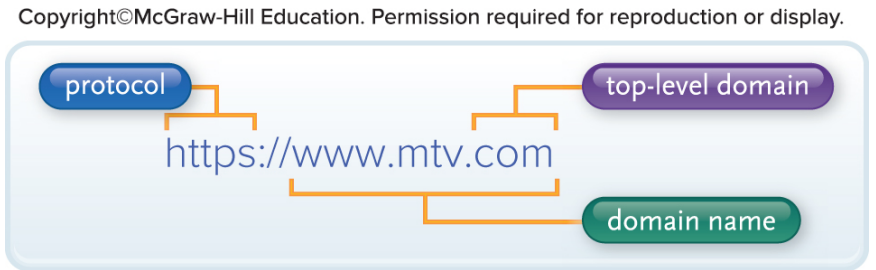 Copyright©McGraw-Hill Education. Permission required for reproduction or display.
protocol
top-level domain
https://www.mtv.com
domain name